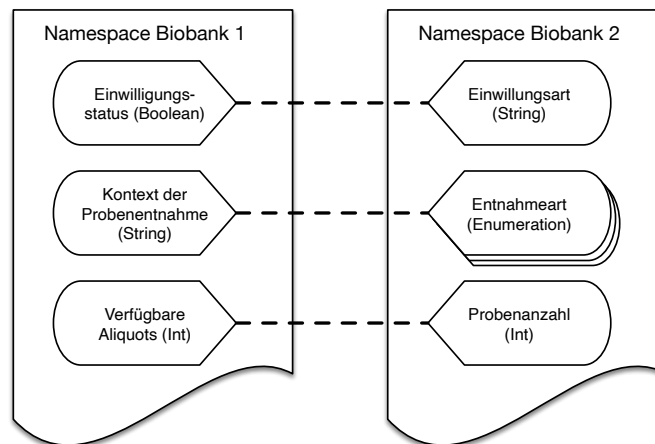 Namespace Biobank 1
Einwilligungs-
status (Boolean)
Kontext der
Probenentnahme
(String)
Verfügbare
Aliquots (Int)
Namespace Biobank 2
Einwillungsart
(String)
Entnahmeart
(Enumeration)
Probenanzahl
(Int)